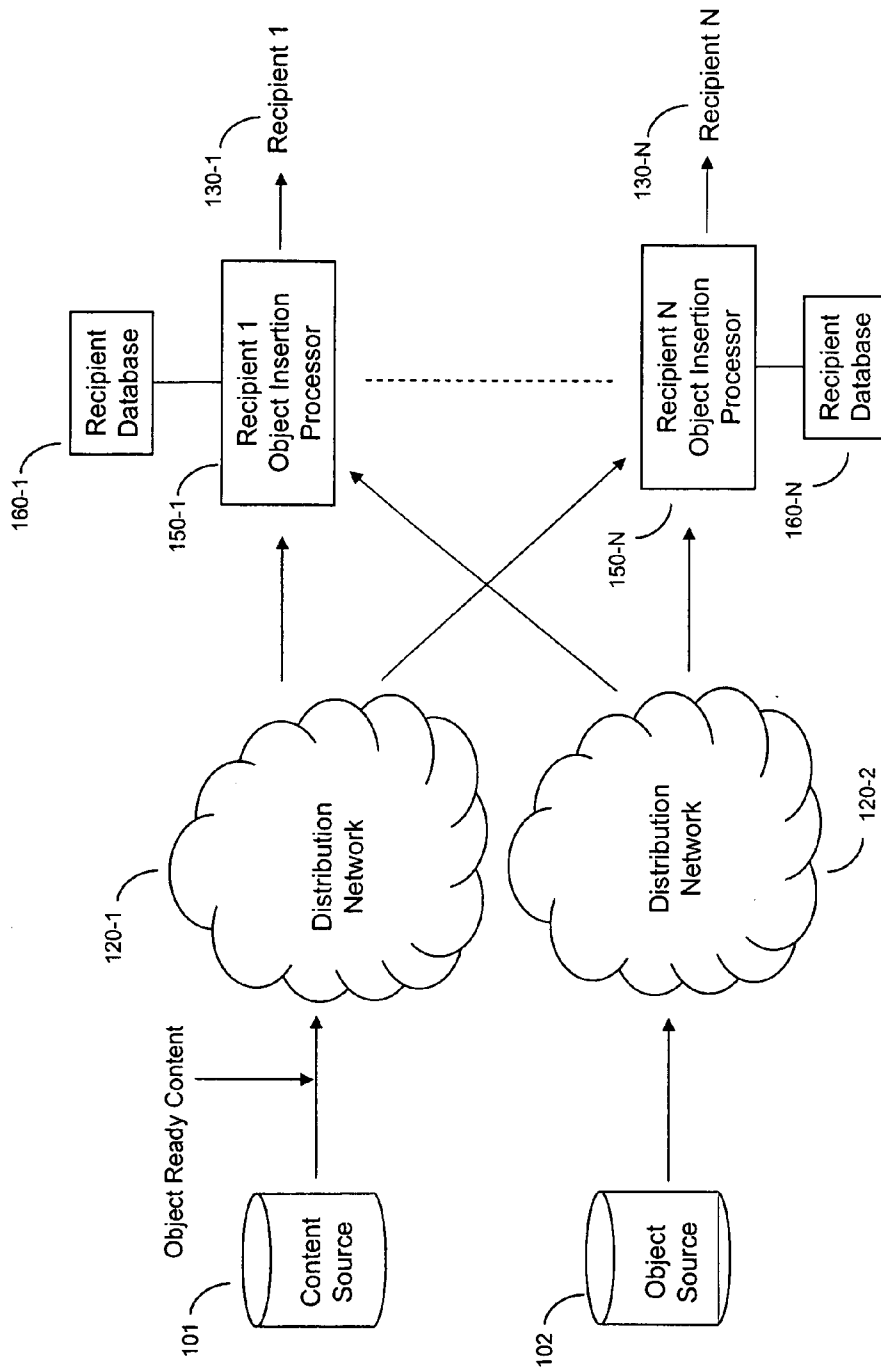 Object Ready Content
101
Content
Source
120-1
Distribution
Network
160-1
Recipient
Database
150-1
Recipient 1
Object Insertion
Processor
130-1
Recipient 1
102
Object
Source
Distribution
Network
120-2
150-N
Recipient N
Object Insertion
Processor
130-N
Recipient N
160-N
Recipient
Database